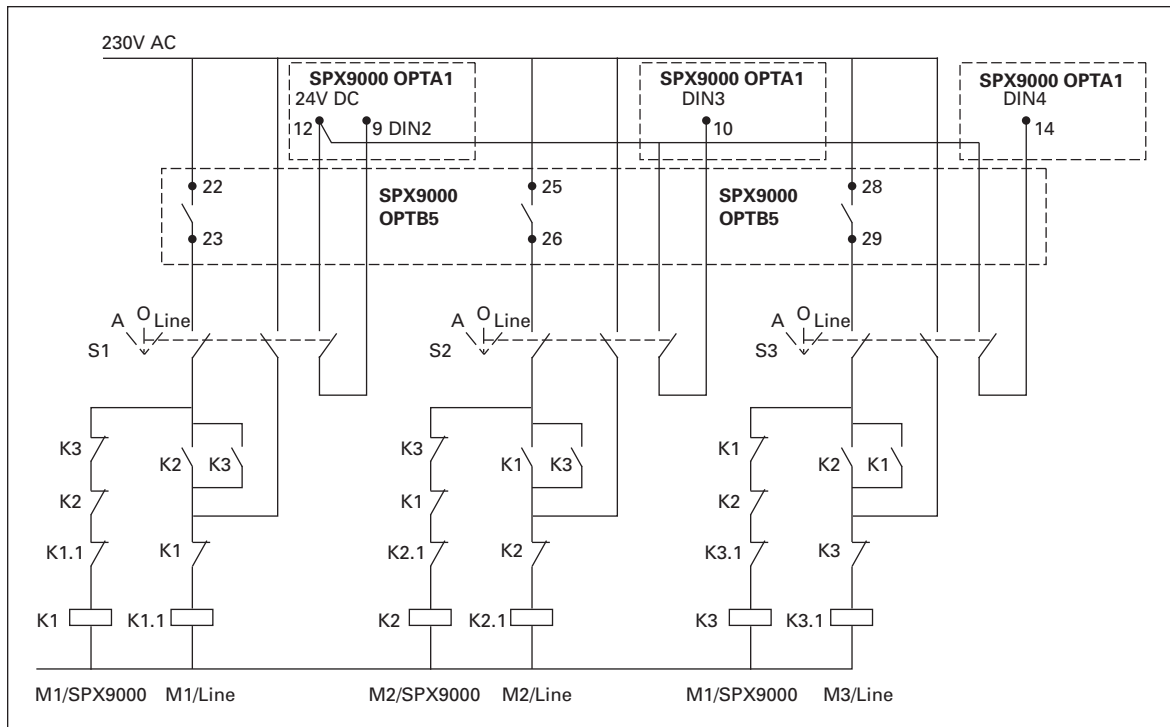 230V AC
SPX9000 OPTA1
24V DC
12
9 DIN2
SPX9000 OPTA1
DIN3
10
SPX9000 OPTA1
DIN4
14
22
23
SPX9000
OPTB5
25
26
SPX9000
OPTB5
28
29
A O Line
S1
A O Line
S2
A O Line
S3
K3 K2 K3
K2
K1.1 K1
K1 K1.1
K3 K1 K3
K1
K2.1 K2
K2 K2.1
K1 K2 K1
K2
K3.1 K3
K3 K3.1
M1/SPX9000 M1/Line M2/SPX9000 M2/Line M1/SPX9000 M3/Line